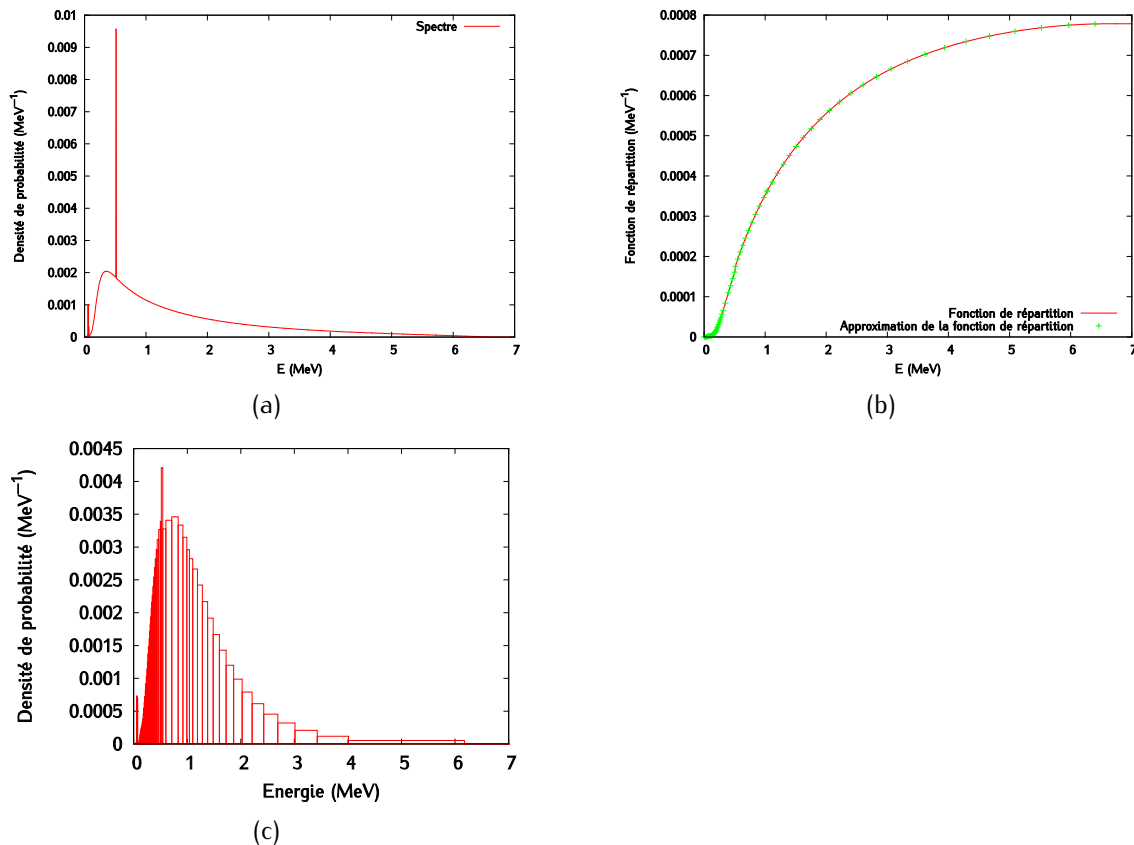 0.01
0.009
0.008
0.007
0.006
0.005
0.004
0.003
0.002
0.001
0
Densité de probabilité (MeV⁻¹)
Spectre
0 1 2 3 4 5 6 7
E (MeV)
(a)
0.0008
0.0007
0.0006
0.0005
0.0004
0.0003
0.0002
0.0001
0
Fonction de répartition (MeV⁻¹)
Fonction de répartition
Approximation de la fonction de répartition
0 1 2 3 4 5 6 7
E (MeV)
(b)
0.0045
0.004
0.0035
0.003
0.0025
0.002
0.0015
0.001
0.0005
0
Densité de probabilité (MeV⁻¹)
0 1 2 3 4 5 6 7
Energie (MeV)
(c)